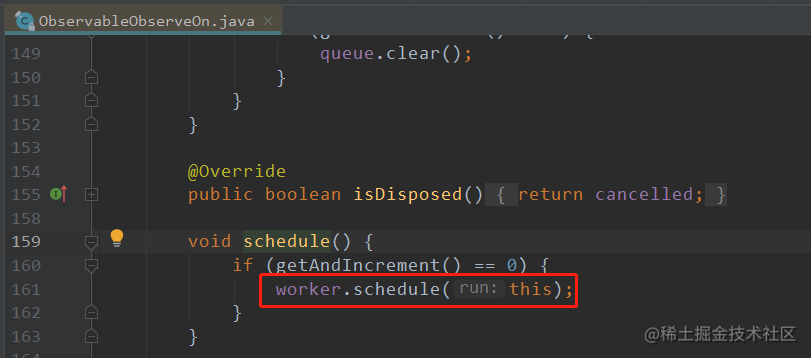 ObservableObserveOn.java
149 queue.clear();
150 }
151 }
152 }
153
154 @Override
155 public boolean isDisposed() { return cancelled; }
158
159 void schedule() {
160 if (getAndIncrement() == 0) {
161 worker.schedule( run: this);
162 }
163 }
@稀土掘金技术社区